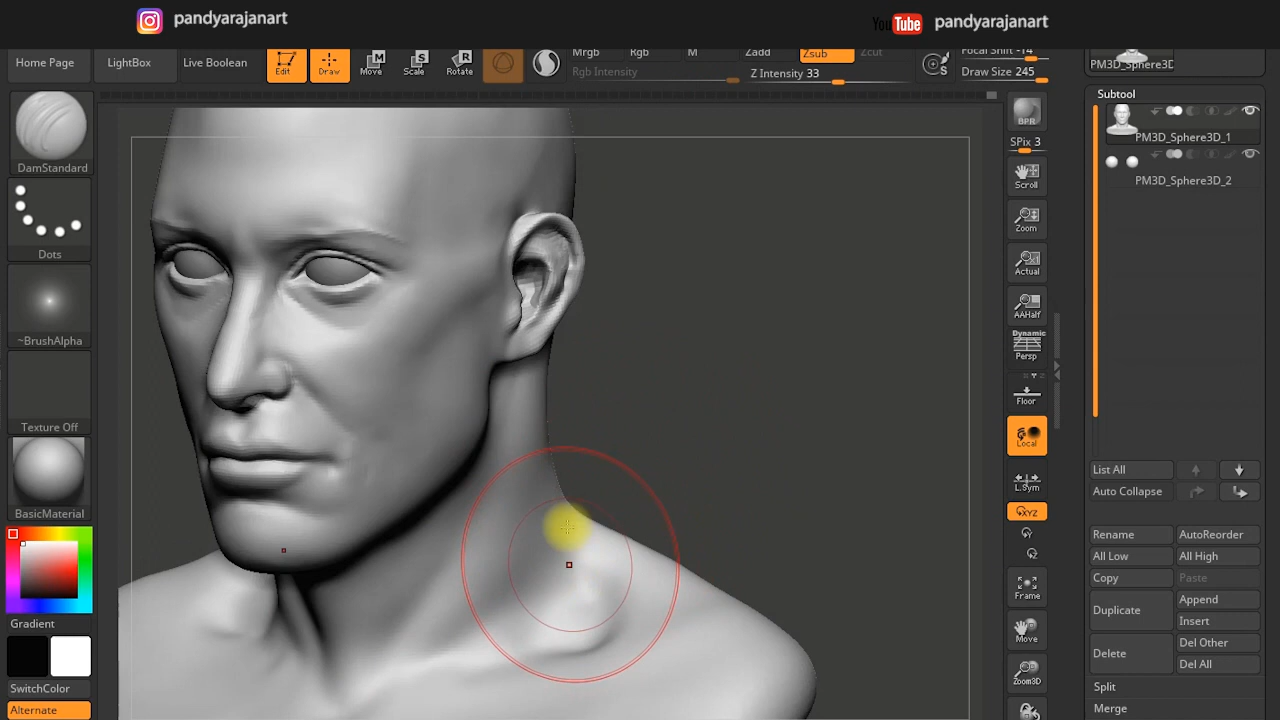 pandyarajanart
YouTube pandyarajanart
Home Page
LightBox
Live Boolean
Edit
Draw
Move
Scale
Rotate
Mrgb
Rgb
M
Rgb Intensity
Zadd
Zsub
Zcut
Z Intensity 33
S
Focal Shift -14
Draw Size 245
PM3D_Sphere3D
DamStandard
Dots
~BrushAlpha
Texture Off
BasicMaterial
Gradient
SwitchColor
Alternate
BPR
SPix 3
Scroll
Zoom
Actual
AAHalf
Dynamic
Persp
Floor
Local
L.Sym
XYZ
Frame
Move
Zoom3D
Subtool
PM3D_Sphere3D_1
PM3D_Sphere3D_2
List All
Auto Collapse
Rename
AutoReorder
All Low
All High
Copy
Paste
Duplicate
Append
Insert
Delete
Del Other
Del All
Split
Merge